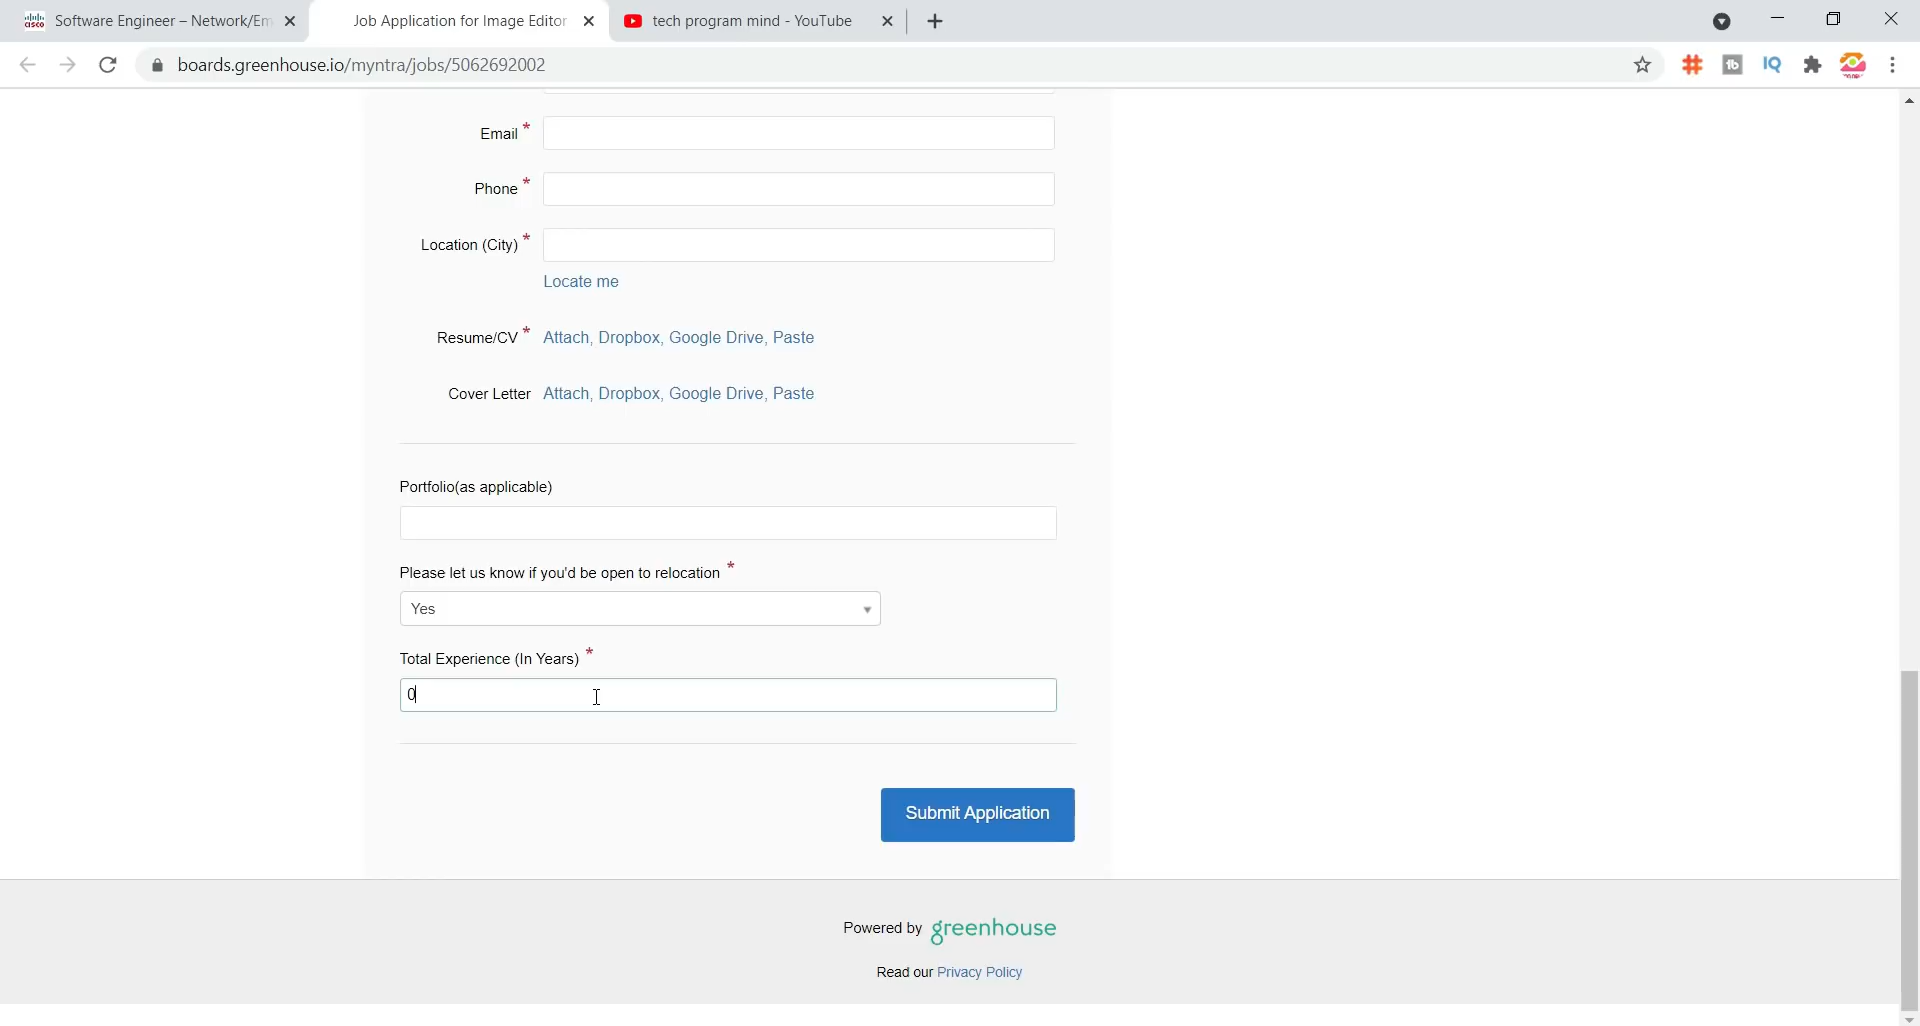 Software Engineer – Network/Em
Job Application for Image Editor
tech program mind - YouTube
boards.greenhouse.io/myntra/jobs/5062692002
Email *
Phone *
Location (City) *
Locate me
Resume/CV * Attach, Dropbox, Google Drive, Paste
Cover Letter Attach, Dropbox, Google Drive, Paste
Portfolio(as applicable)
Please let us know if you'd be open to relocation *
Yes
Total Experience (In Years) *
0
Submit Application
Powered by greenhouse
Read our Privacy Policy